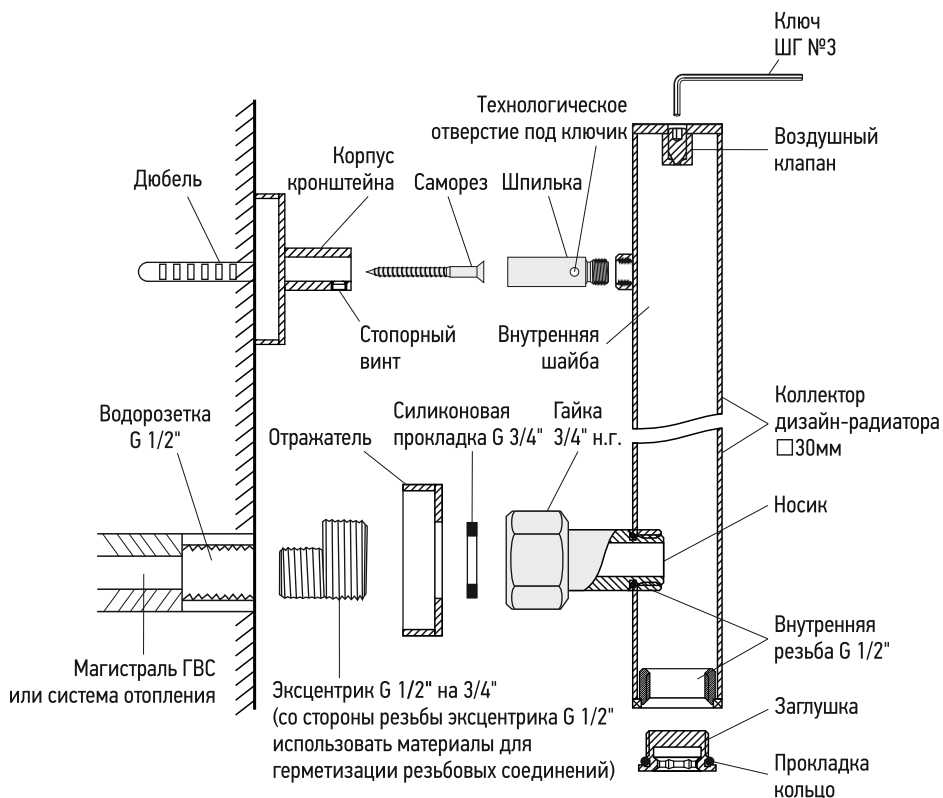 Ключ
ШГ №3
Технологическое
отверстие под ключик
Воздушный
клапан
Корпус
кронштейна
Дюбель
Саморез
Шпилька
Стопорный
винт
Внутренняя
шайба
Коллектор
дизайн-радиатора
□30мм
Водорозетка
G 1/2"
Отражатель
Силиконовая
прокладка G 3/4"
Гайка
3/4" н.г.
Носик
Внутренняя
резьба G 1/2"
Магистраль ГВС
или система отопления
Эксцентрик G 1/2" на 3/4"
(со стороны резьбы эксцентрика G 1/2"
использовать материалы для
герметизации резьбовых соединений)
Заглушка
Прокладка
кольцо